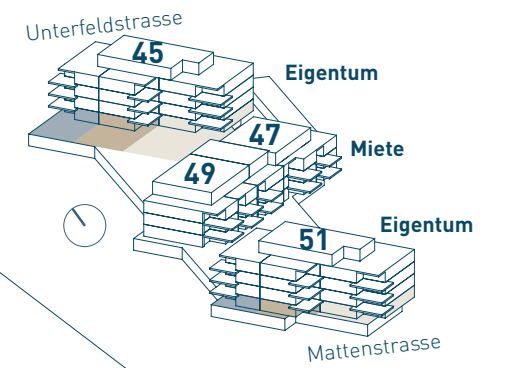 Unterfeldstrasse
45
Eigentum
47
Miete
49
Eigentum
51
Mattenstrasse